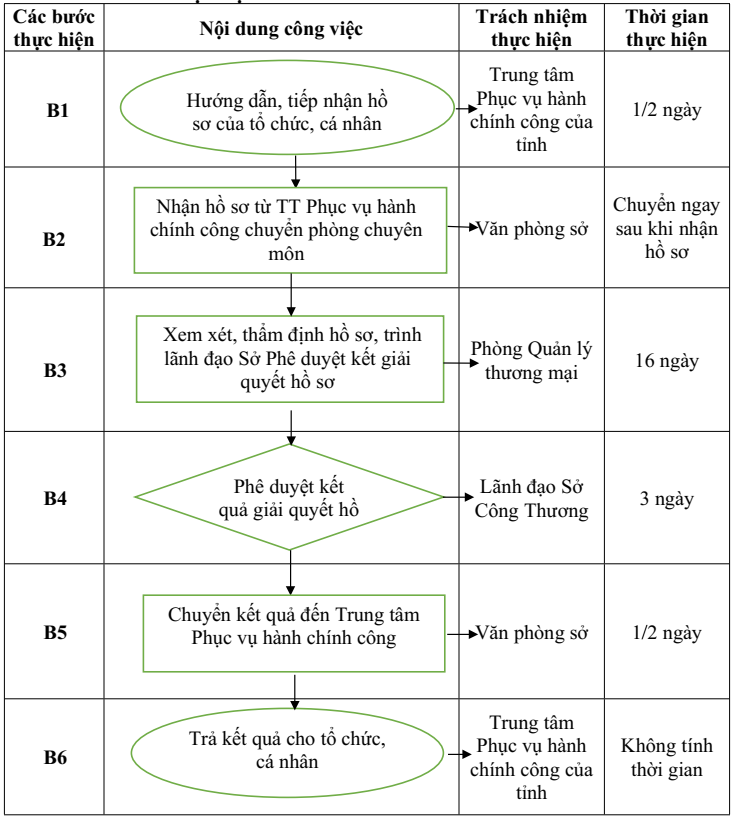 Các bước
thực hiện
Nội dung công việc
Trách nhiệm
thực hiện
Thời gian
thực hiện
B1
Hướng dẫn, tiếp nhận hồ
sơ của tổ chức, cá nhân
Trung tâm
Phục vụ hành
chính công của
tỉnh
1/2 ngày
B2
Nhận hồ sơ từ TT Phục vụ hành
chính công chuyển phòng chuyên
môn
Văn phòng sở
Chuyển ngay
sau khi nhận
hồ sơ
B3
Xem xét, thẩm định hồ sơ, trình
lãnh đạo Sở Phê duyệt kết giải
quyết hồ sơ
Phòng Quản lý
thương mại
16 ngày
B4
Phê duyệt kết
quả giải quyết hồ
Lãnh đạo Sở
Công Thương
3 ngày
B5
Chuyển kết quả đến Trung tâm
Phục vụ hành chính công
Văn phòng sở
1/2 ngày
B6
Trả kết quả cho tổ chức,
cá nhân
Trung tâm
Phục vụ hành
chính công của
tỉnh
Không tính
thời gian